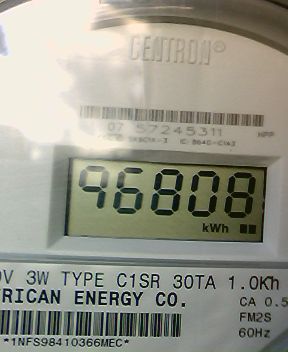 CENTRON®
07 57245311 HPP
96808
kWh
V 3W TYPE C1SR 30TA 1.0Kh
RICAN ENERGY CO.
CA 0.5
FM2S
60Hz
*1NFS98410366MEC*